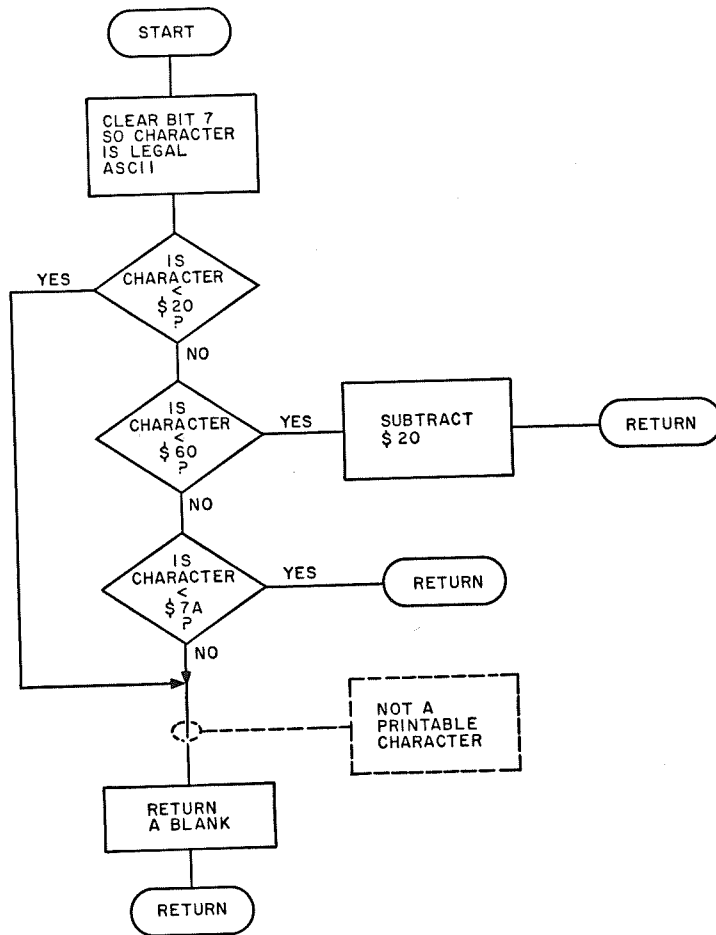 START
CLEAR BIT 7
SO CHARACTER
IS LEGAL
ASCII
YES
IS
CHARACTER
<
$20
?
NO
IS
CHARACTER
<
$60
?
YES
SUBTRACT
$20
RETURN
NO
IS
CHARACTER
<
$7A
?
YES
RETURN
NO
NOT A
PRINTABLE
CHARACTER
RETURN
A BLANK
RETURN